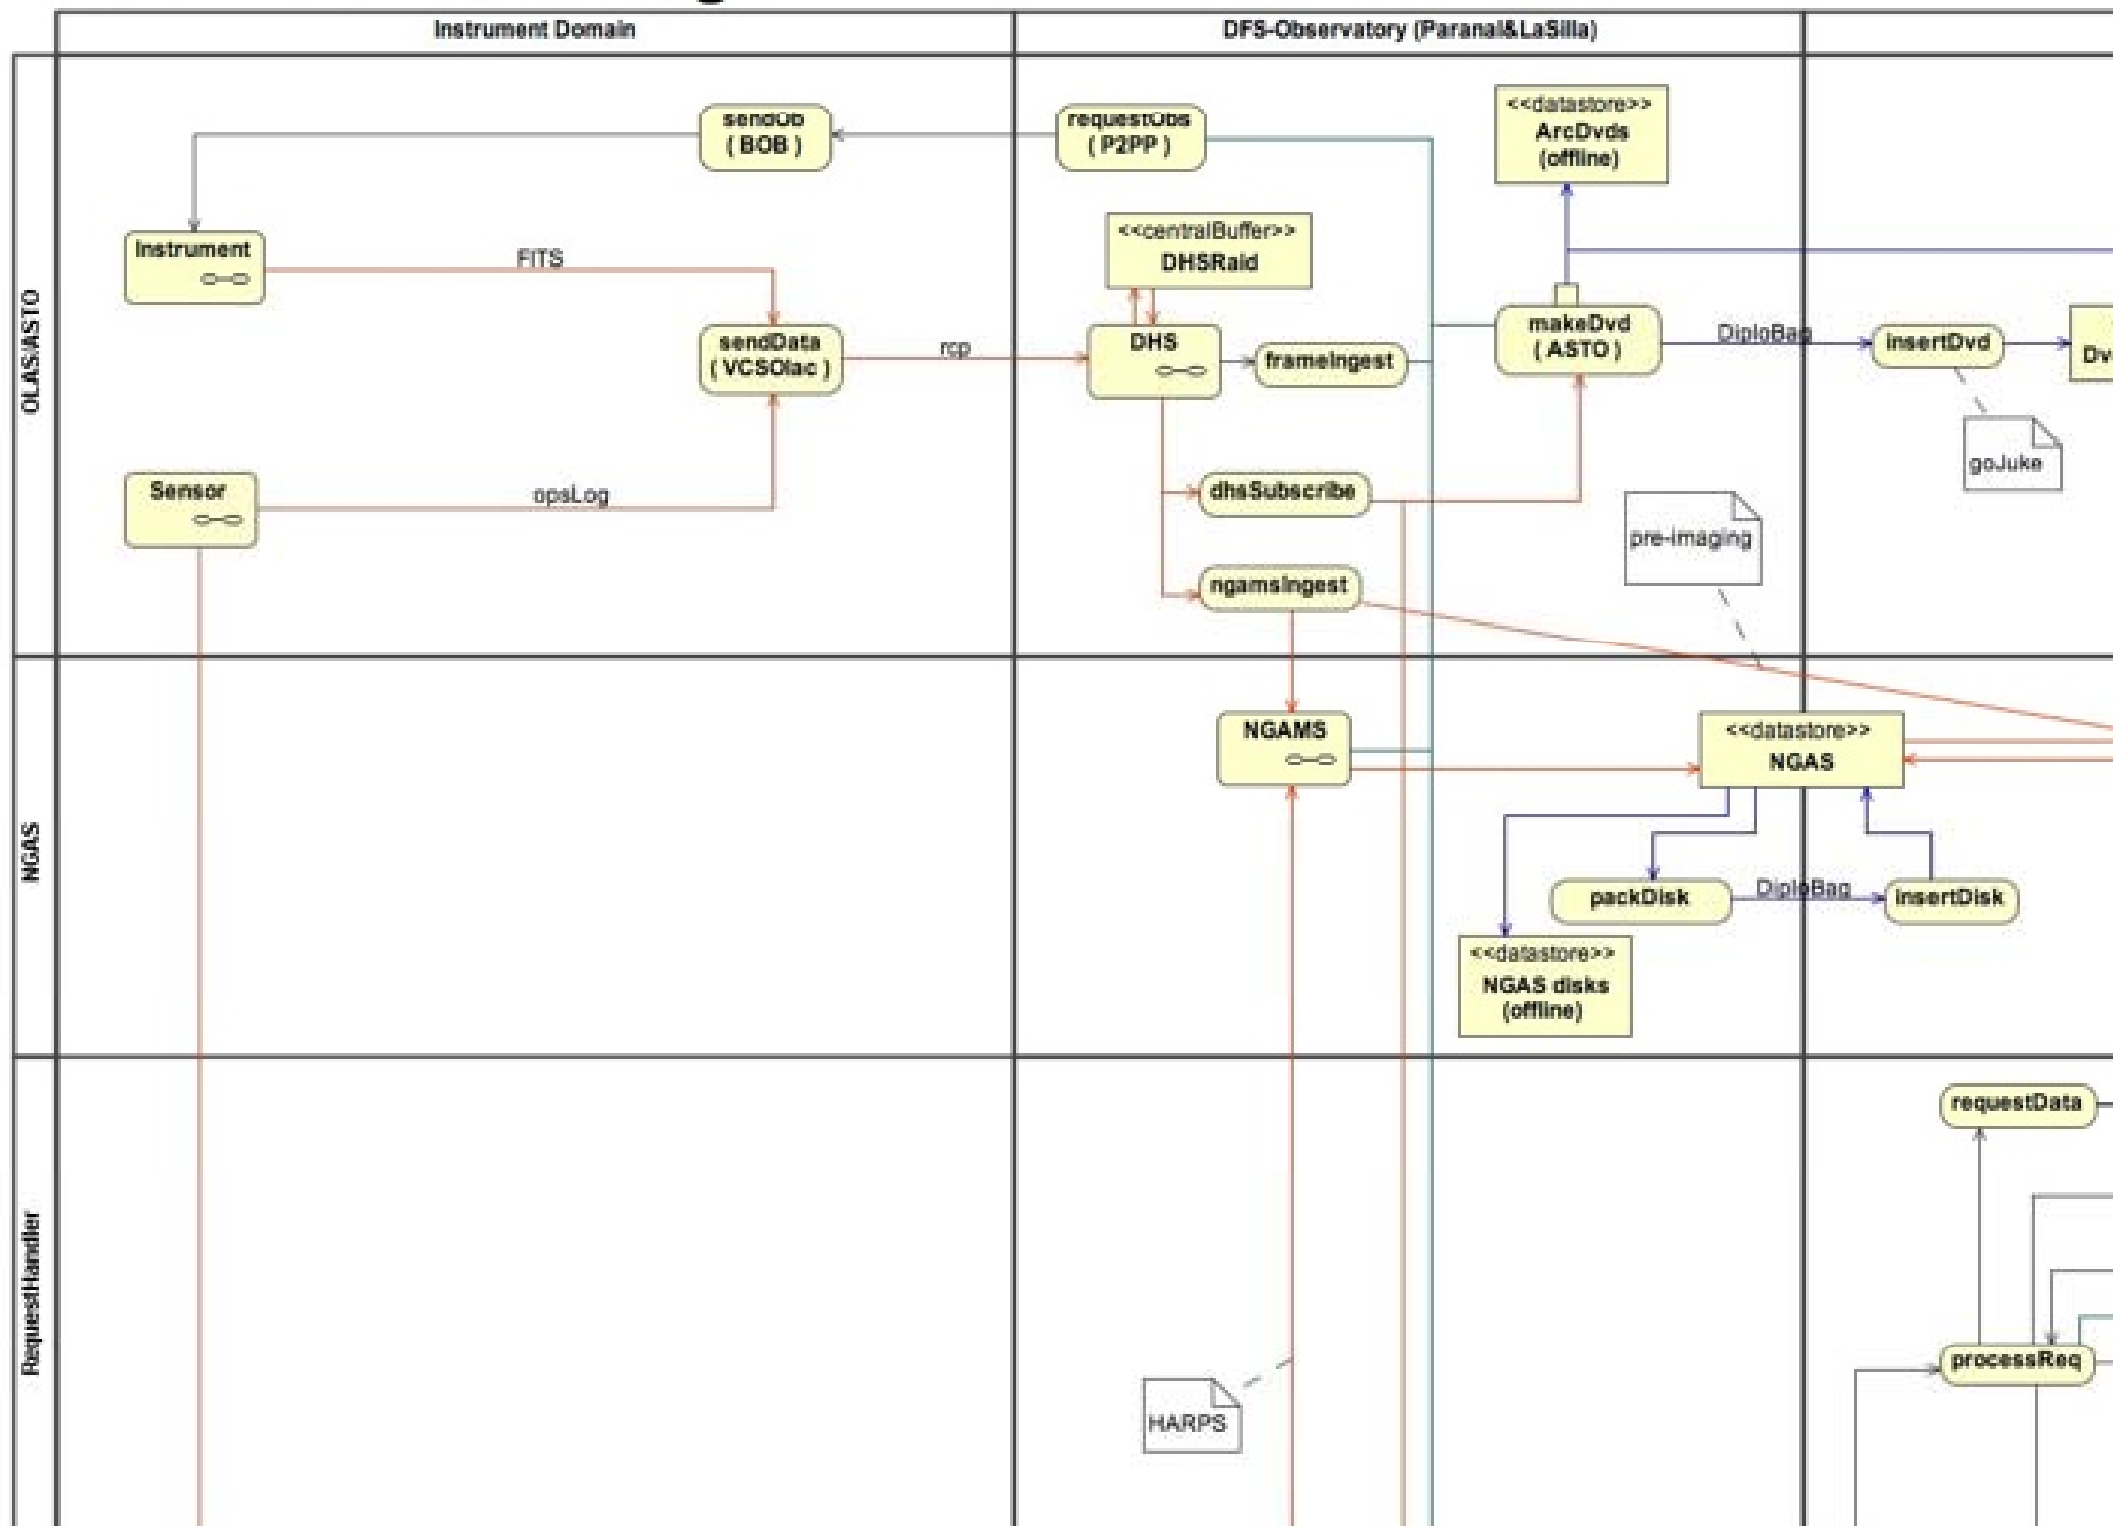 Instrument Domain
DFS-Observatory (Paranal&LaSilla)
OLAS/ASTO
sendOb
( BOB )
requestObs
( P2PP )
<<datastore>>
ArcDvds
(offline)
Instrument
FITS
<<centralBuffer>>
DHSRaid
sendData
( VCSOlac )
rcp
DHS
frameIngest
makeDvd
( ASTO )
DiploBag
insertDvd
Dv
goJuke
Sensor
opsLog
dhsSubscribe
pre-imaging
ngamsIngest
NGAS
NGAMS
<<datastore>>
NGAS
packDisk
DiploBag
insertDisk
<<datastore>>
NGAS disks
(offline)
RequestHander
requestData
processReq
HARPS